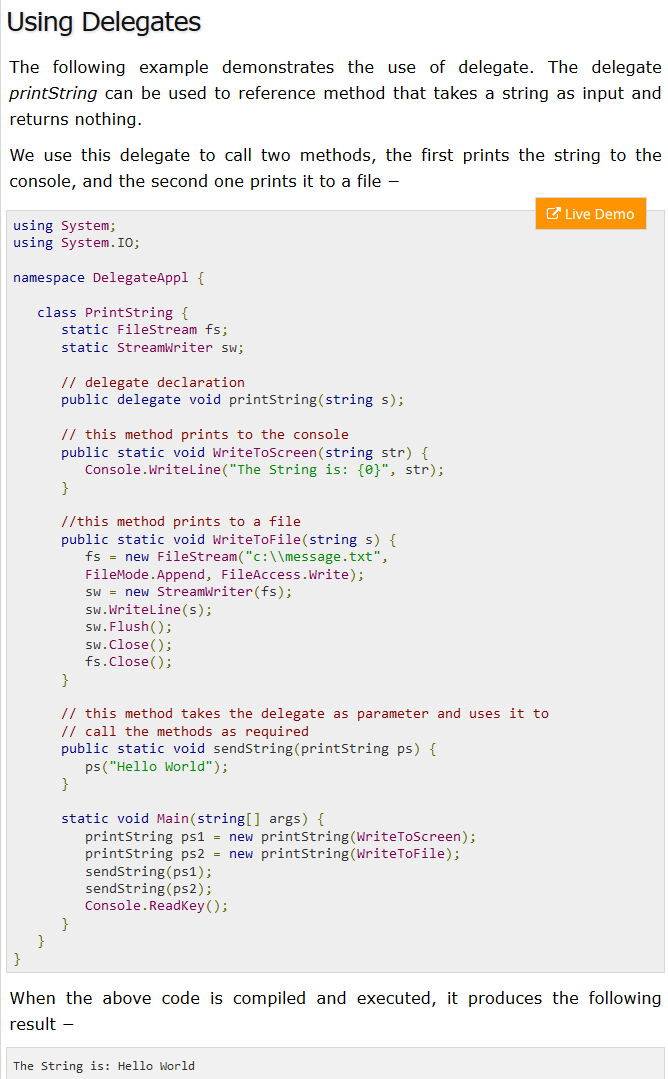 Using Delegates
The following example demonstrates the use of delegate. The delegate
printString can be used to reference method that takes a string as input and
returns nothing.
We use this delegate to call two methods, the first prints the string to the
console, and the second one prints it to a file −
Live Demo
using System;
using System.IO;
namespace DelegateAppl {
class PrintString {
static FileStream fs;
static StreamWriter sw;
// delegate declaration
public delegate void printString(string s);
// this method prints to the console
public static void WriteToScreen(string str) {
Console.WriteLine("The String is: {0}", str);
}
//this method prints to a file
public static void WriteToFile(string s) {
fs = new FileStream("c:\\message.txt",
FileMode.Append, FileAccess.Write);
sw = new StreamWriter(fs);
sw.WriteLine(s);
sw.Flush();
sw.Close();
fs.Close();
}
// this method takes the delegate as parameter and uses it to
// call the methods as required
public static void sendString(printString ps) {
ps("Hello World");
}
static void Main(string[] args) {
printString ps1 = new printString(WriteToScreen);
printString ps2 = new printString(WriteToFile);
sendString(ps1);
sendString(ps2);
Console.ReadKey();
}
}
}
When the above code is compiled and executed, it produces the following
result −
The String is: Hello World